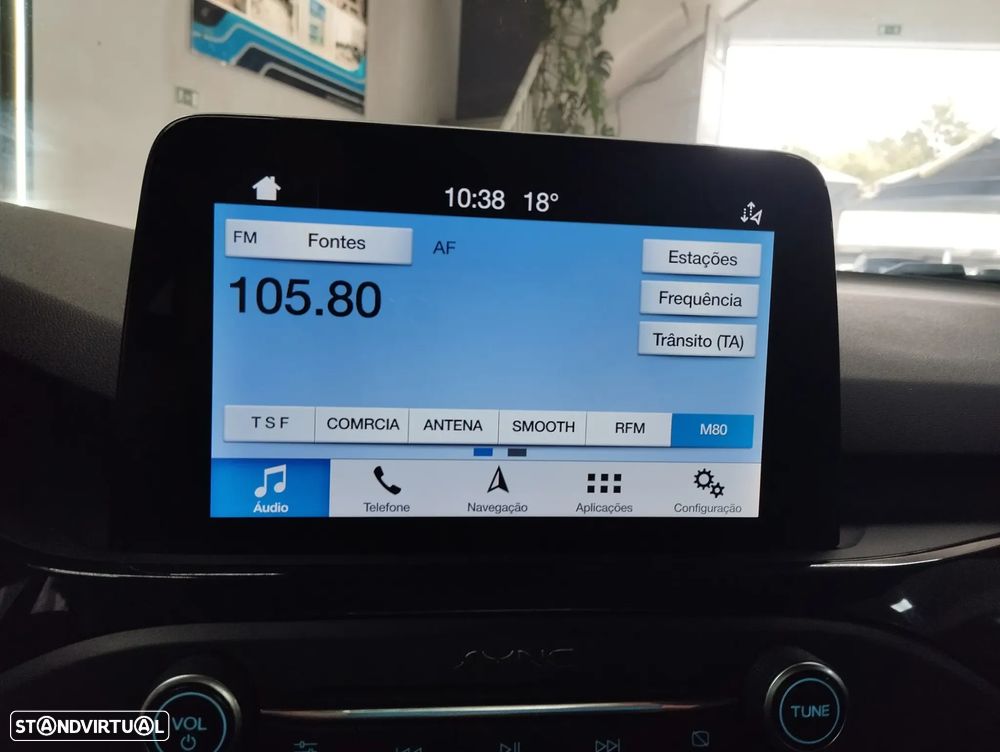 10:38 18°
FM Fontes AF Estações
105.80 Frequência
Trânsito (TA)
T S F COMRCIA ANTENA SMOOTH RFM M80
Áudio Telefone Navegação Aplicações Configuração
SYNC
VOL TUNE
STANDVIRTUAL